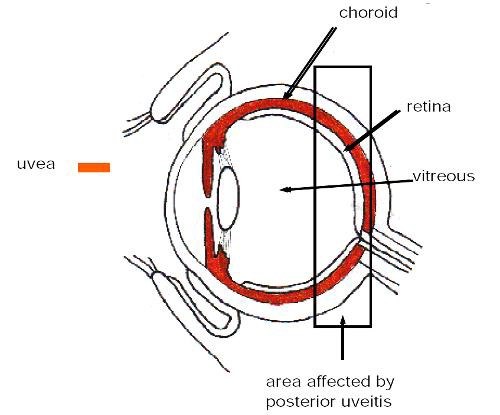 choroid
retina
uvea
vitreous
area affected by
posterior uveitis